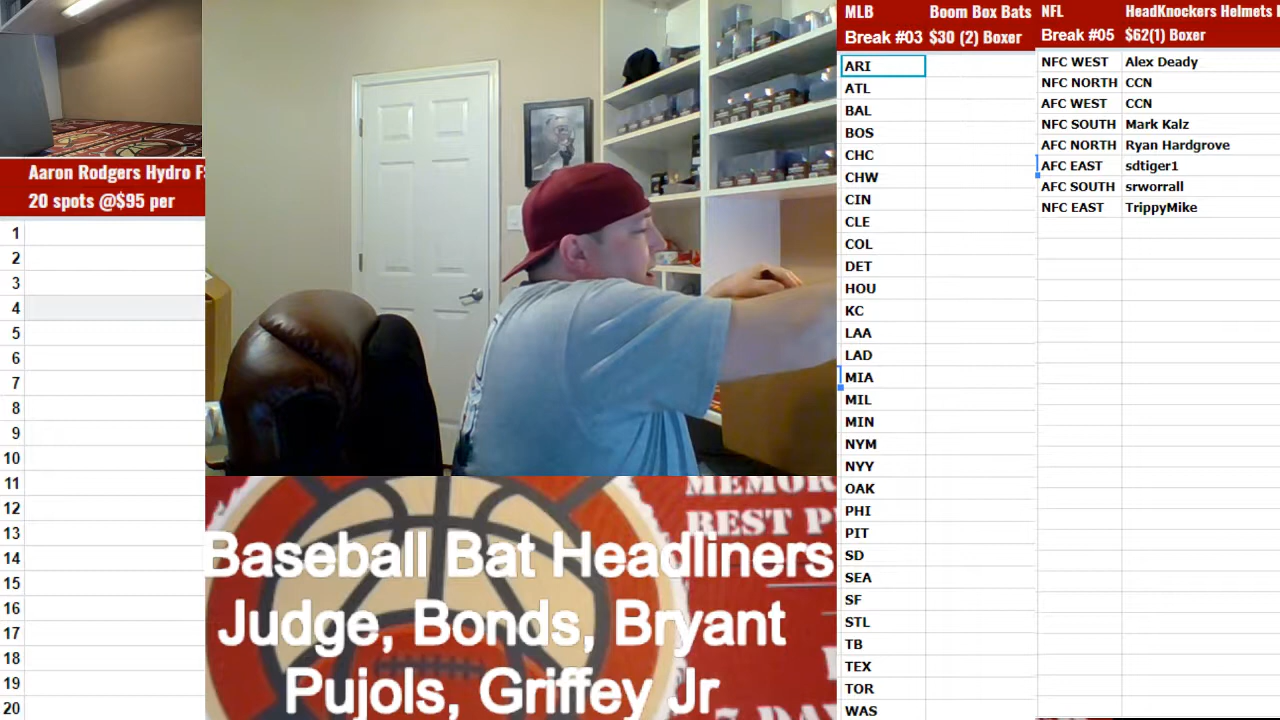 Aaron Rodgers Hydro F
20 spots @$95 per
1
2
3
4
5
6
7
8
9
10
11
12
13
14
15
16
17
18
19
20
MEMOR
BEST P
Baseball Bat Headliners
Judge, Bonds, Bryant
Pujols, Griffey Jr
MLB Boom Box Bats
Break #03 $30 (2) Boxer
ARI
ATL
BAL
BOS
CHC
CHW
CIN
CLE
COL
DET
HOU
KC
LAA
LAD
MIA
MIL
MIN
NYM
NYY
OAK
PHI
PIT
SD
SEA
SF
STL
TB
TEX
TOR
WAS
NFL HeadKnockers Helmets
Break #05 $62(1) Boxer
NFC WEST Alex Deady
NFC NORTH CCN
AFC WEST CCN
NFC SOUTH Mark Kalz
AFC NORTH Ryan Hardgrove
AFC EAST sdtiger1
AFC SOUTH srworrall
NFC EAST TrippyMike